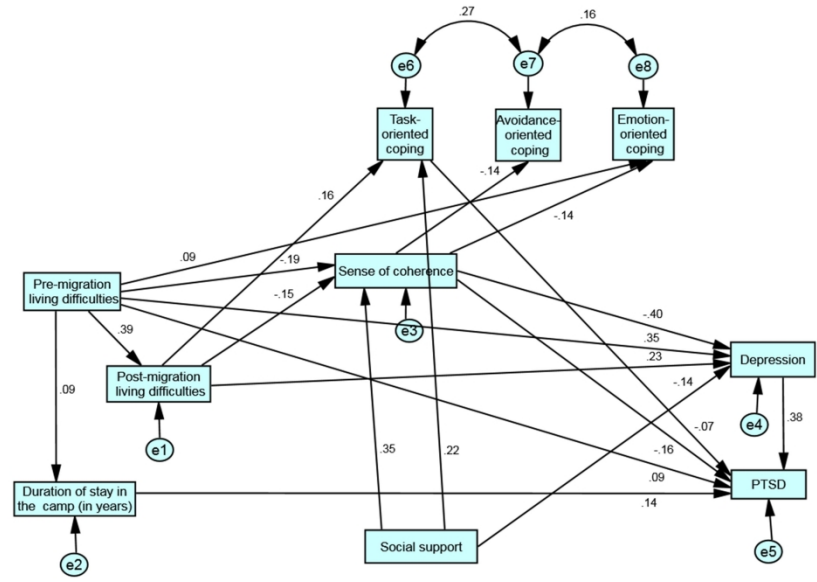 .27
.16
e6
e7
e8
Task-
oriented
coping
Avoidance-
oriented
coping
Emotion-
oriented
coping
.16
-.14
-.14
.09
-.19
Sense of coherence
Pre-migration
living difficulties
-.15
-.40
.39
e3
.35
Depression
.23
Post-migration
living difficulties
-.14
.09
.38
e4
-.07
e1
.35
.22
-.16
.09
PTSD
Duration of stay in
the camp (in years)
.14
Social support
e5
e2